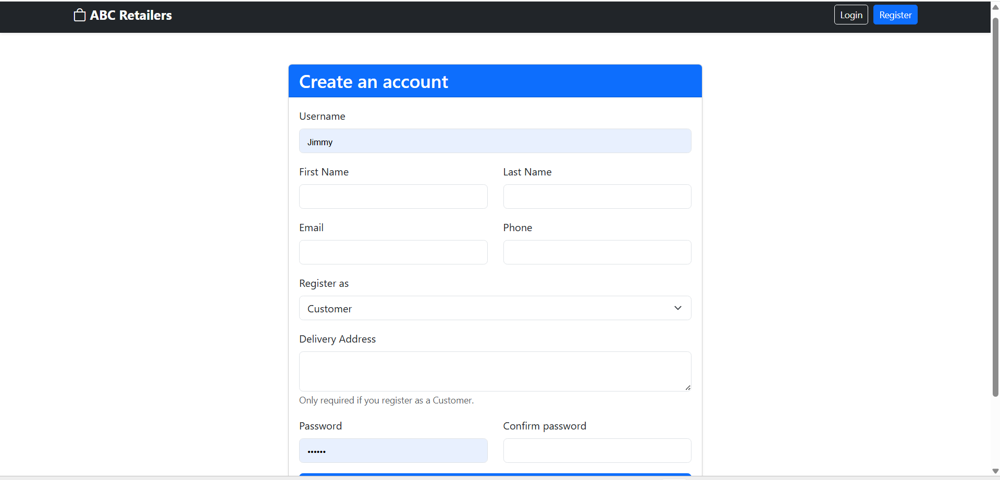 ABC Retailers
Login
Register
Create an account
Username
Jimmy
First Name
Last Name
Email
Phone
Register as
Customer
Delivery Address
Only required if you register as a Customer.
Password
Confirm password
••••••